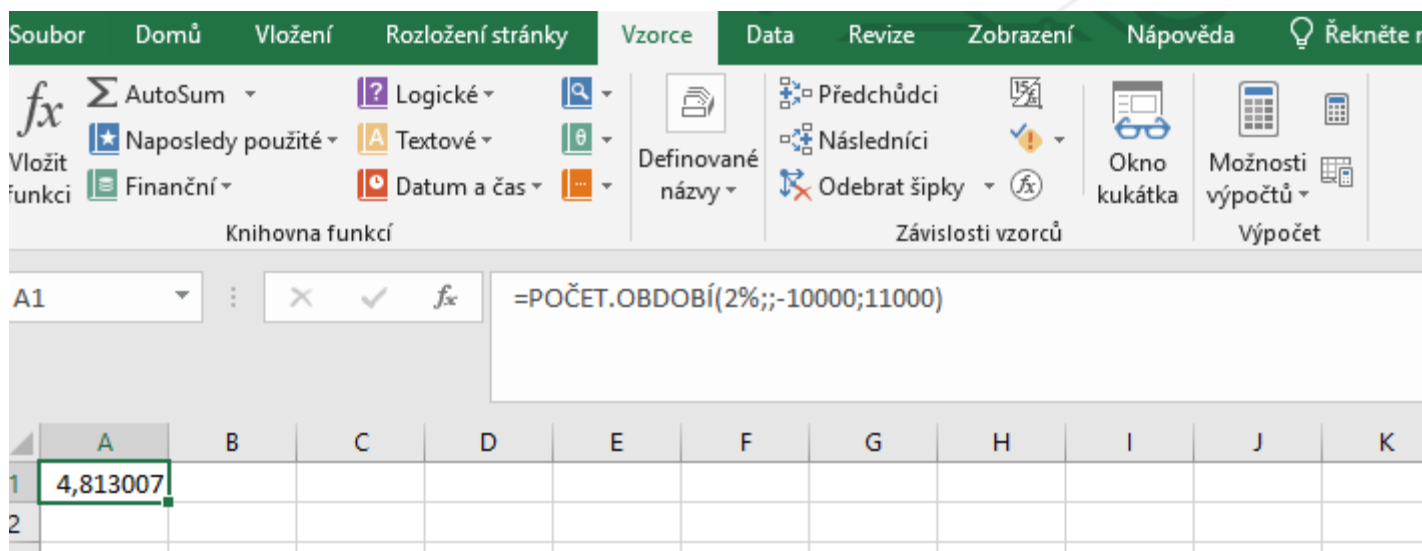 Soubor Domů Vložení Rozložení stránky Vzorce Data Revize Zobrazení Nápověda Řekněte
fx Vložit funkci
AutoSum
Naposledy použité
Finanční
Logické
Textové
Datum a čas
Knihovna funkcí
Definované názvy
Předchůdci
Následníci
Odebrat šipky
Závislosti vzorců
Okno kukátka
Možnosti výpočtů
Výpočet
A1 fx =POČET.OBDOBÍ(2%;;-10000;11000)
A B C D E F G H I J K
1 4,813007
2